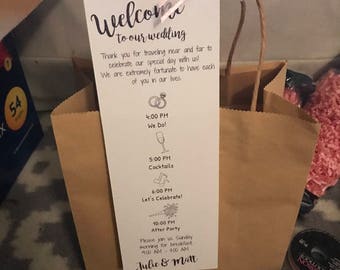 Welcome
to our wedding
Thank you for traveling near and far to
celebrate our special day with us!
We are extremely fortunate to have each
of you in our lives.
4:00 PM
We Do!
5:00 PM
Cocktails
6:00 PM
Let's Celebrate!
10:00 PM
After Party
Please join us Sunday
morning for breakfast
Julie & Matt
54